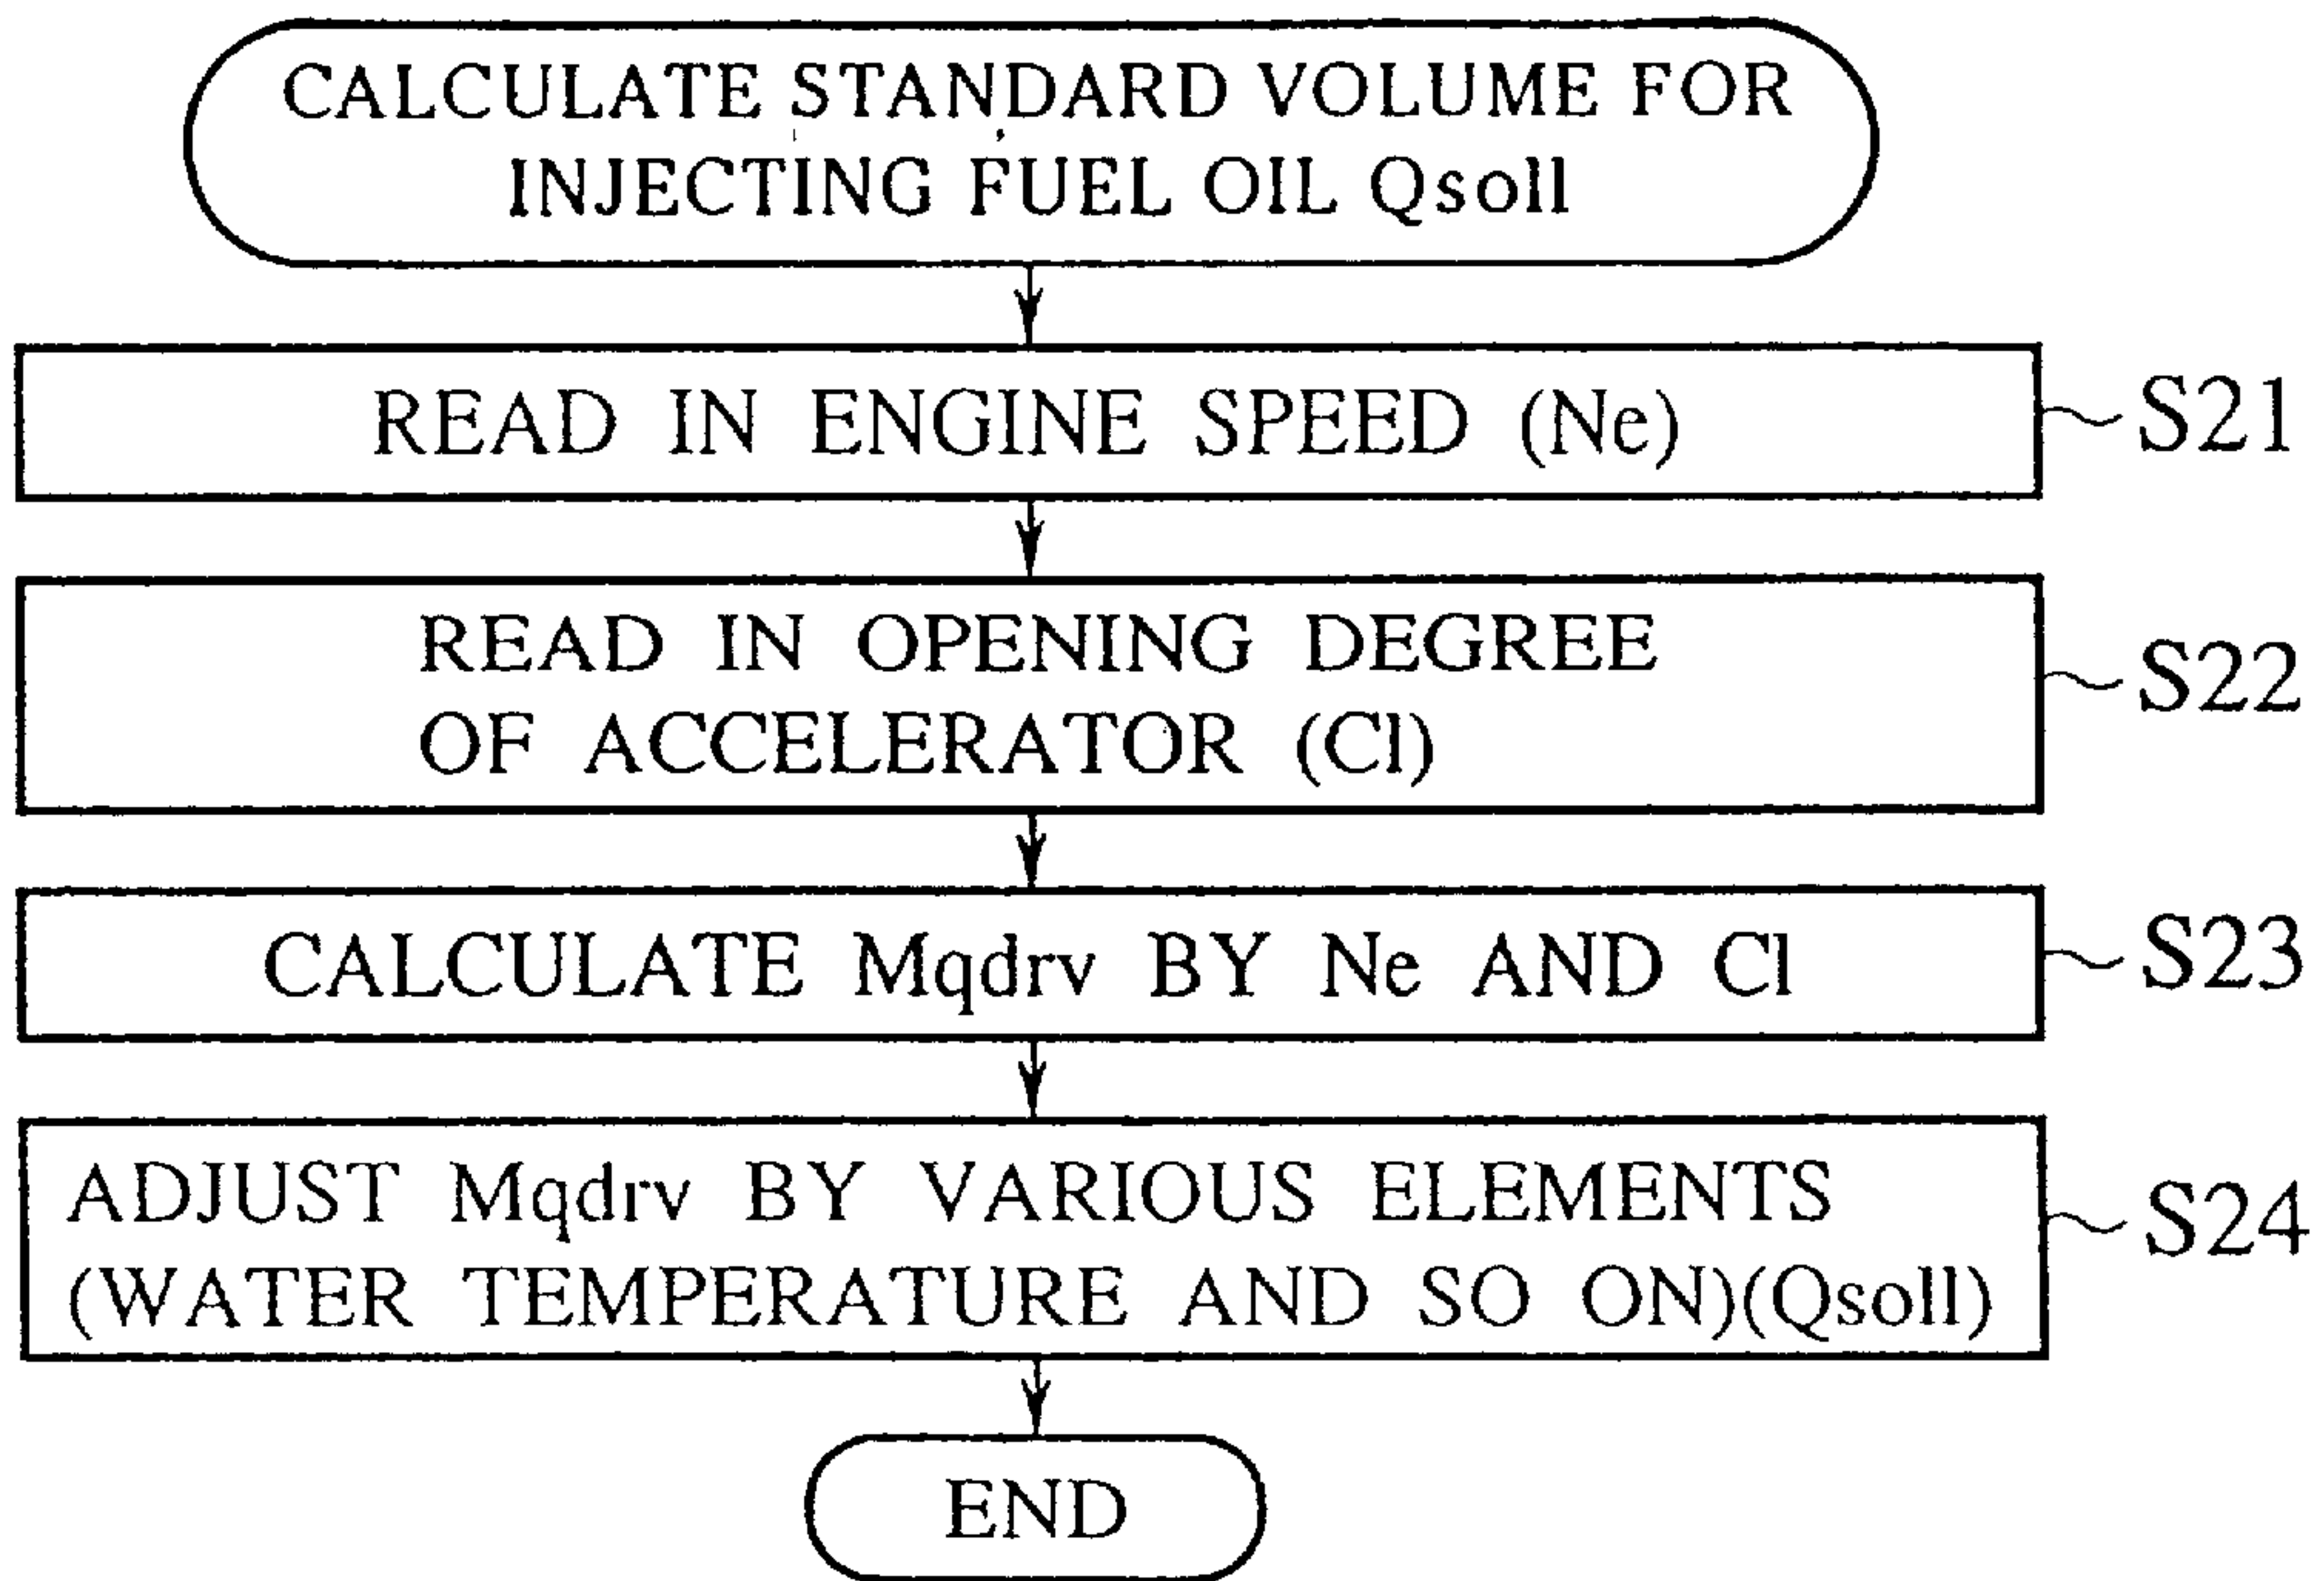 CALCULATE STANDARD VOLUME FOR
INJECTING FUEL OIL Qsoll
READ IN ENGINE SPEED (Ne)
S21
READ IN OPENING DEGREE
OF ACCELERATOR (Cl)
S22
CALCULATE Mqdrv BY Ne AND Cl
S23
ADJUST Mqdrv BY VARIOUS ELEMENTS
(WATER TEMPERATURE AND SO ON)(Qsoll)
S24
END